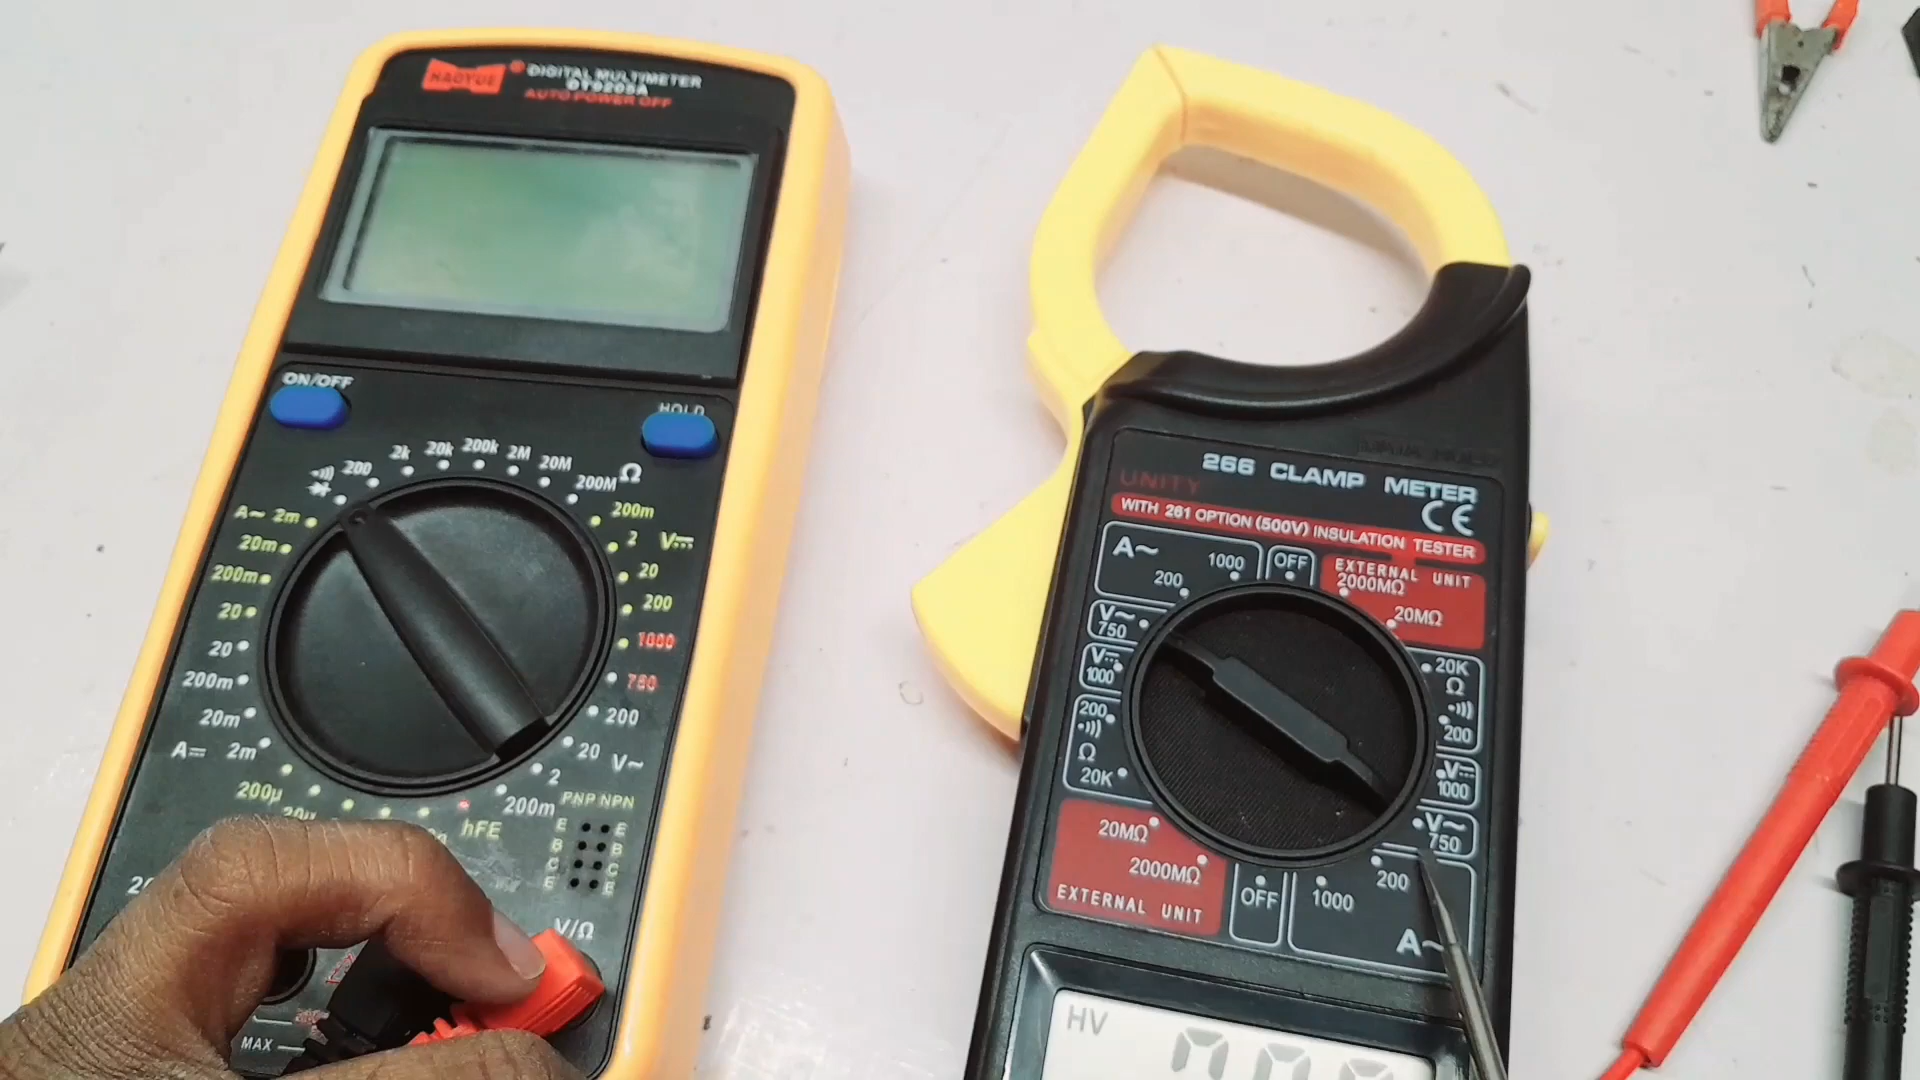 HAOYUE
DIGITAL MULTIMETER
DT9205A
AUTO POWER OFF
ON/OFF
HOLD
200
2k
20k
200k
2M
20M
200M
Ω
A~ 2m
20m
200m
20
20
200m
20m
A⎓ 2m
200µ
20µ
200m
2 V⎓
20
200
1000
750
200
20 V~
2
200m
hFE
PNP NPN
E E
B B
C C
E E
V/Ω
MAX
266 CLAMP METER
UNITY
CE
WITH 261 OPTION (500V) INSULATION TESTER
A~
1000
200
OFF
EXTERNAL UNIT
2000MΩ
20MΩ
V~
750
V⎓
1000
200
Ω
20K
20K
Ω
200
V⎓
1000
V~
750
20MΩ
2000MΩ
EXTERNAL UNIT
OFF
1000
200
A~
HV